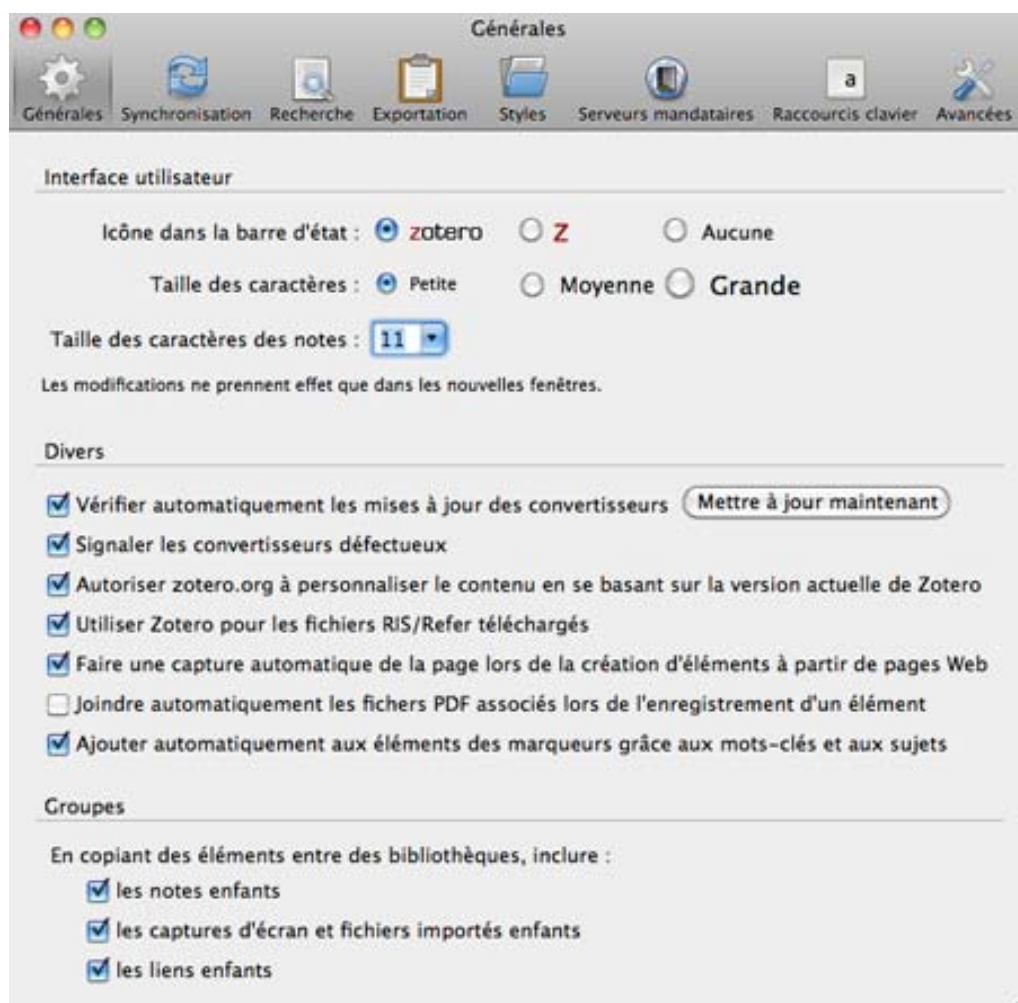 Générales
Générales Synchronisation Recherche Exportation Styles Serveurs mandataires a Raccourcis clavier Avancées
Interface utilisateur
Icône dans la barre d'état : zotero Z Aucune
Taille des caractères : Petite Moyenne Grande
Taille des caractères des notes : 11
Les modifications ne prennent effet que dans les nouvelles fenêtres.
Divers
Vérifier automatiquement les mises à jour des convertisseurs Mettre à jour maintenant
Signaler les convertisseurs défectueux
Autoriser zotero.org à personnaliser le contenu en se basant sur la version actuelle de Zotero
Utiliser Zotero pour les fichiers RIS/Refer téléchargés
Faire une capture automatique de la page lors de la création d'éléments à partir de pages Web
Joindre automatiquement les fichers PDF associés lors de l'enregistrement d'un élément
Ajouter automatiquement aux éléments des marqueurs grâce aux mots-clés et aux sujets
Groupes
En copiant des éléments entre des bibliothèques, inclure :
les notes enfants
les captures d'écran et fichiers importés enfants
les liens enfants